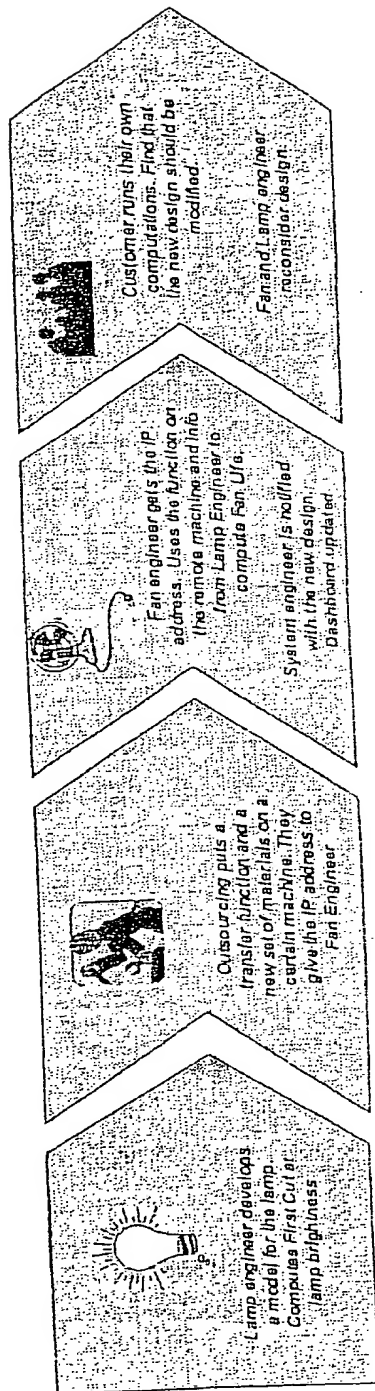 Lamp engineer develops
a model for the lamp.
Computes First Cut at
lamp brightness
Outsourcing puts a
transfer function and a
new set of materials on a
certain machine. They
give the IP address to
Fan Engineer
Fan engineer gets the IP
address. Uses the function on
the remote machine and info
from Lamp Engineer to
compute Fan Life.
System engineer is notified
with the new design.
Dashboard updated
Customer runs their own
computations. Find that
the new design should be
modified.
Fan and Lamp engineer
reconsider design.